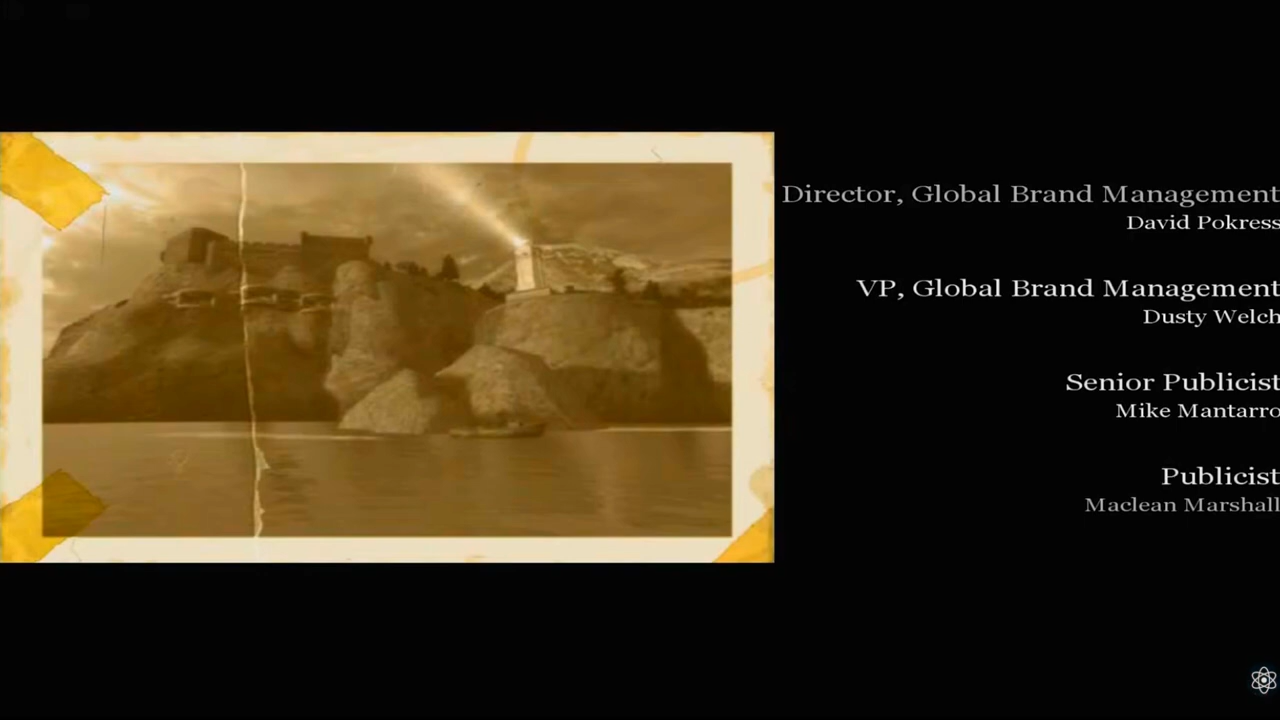 Director, Global Brand Management
David Pokress
VP, Global Brand Management
Dusty Welch
Senior Publicist
Mike Mantarro
Publicist
Maclean Marshall